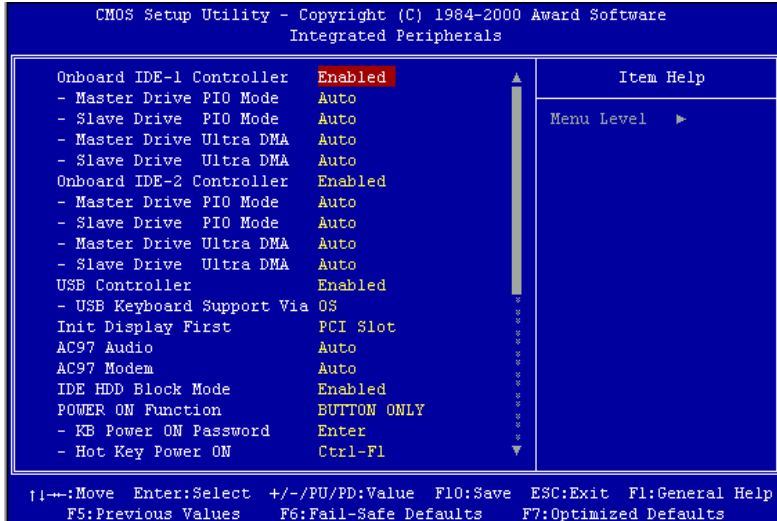 CMOS Setup Utility - Copyright (C) 1984-2000 Award Software
Integrated Peripherals
Onboard IDE-1 Controller Enabled
- Master Drive PIO Mode Auto
- Slave Drive PIO Mode Auto
- Master Drive Ultra DMA Auto
- Slave Drive Ultra DMA Auto
Onboard IDE-2 Controller Enabled
- Master Drive PIO Mode Auto
- Slave Drive PIO Mode Auto
- Master Drive Ultra DMA Auto
- Slave Drive Ultra DMA Auto
USB Controller Enabled
- USB Keyboard Support Via OS
Init Display First PCI Slot
AC97 Audio Auto
AC97 Modem Auto
IDE HDD Block Mode Enabled
POWER ON Function BUTTON ONLY
- KB Power ON Password Enter
- Hot Key Power ON Ctrl-F1
Item Help
Menu Level ►
↑↓→←:Move Enter:Select +/-/PU/PD:Value F10:Save ESC:Exit F1:General Help
F5:Previous Values F6:Fail-Safe Defaults F7:Optimized Defaults